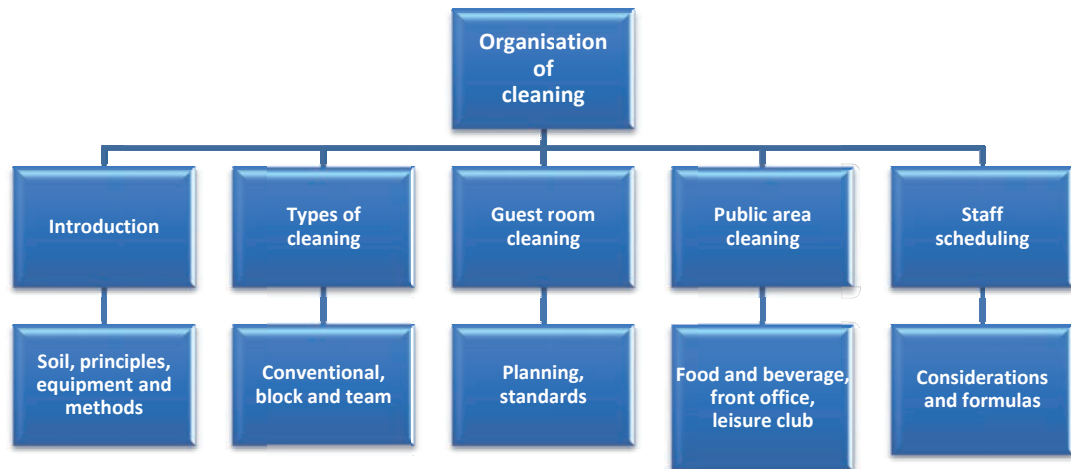 Organisation
of
cleaning
Introduction
Types of
cleaning
Guest room
cleaning
Public area
cleaning
Staff
scheduling
Soil, principles,
equipment and
methods
Conventional,
block and team
Planning,
standards
Food and beverage,
front office,
leisure club
Considerations
and formulas